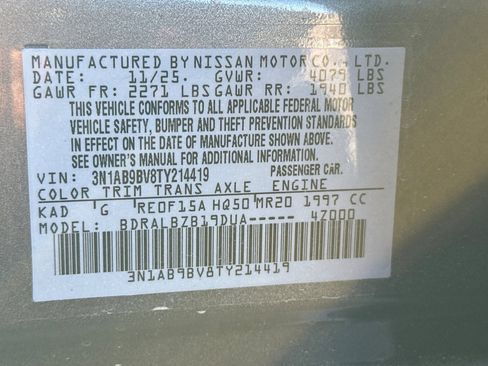 MANUFACTURED BY NISSAN MOTOR CO., LTD.
DATE: 11/25. GVWR: 4079 LBS
GAWR FR: 2271 LBS GAWR RR: 1940 LBS
THIS VEHICLE CONFORMS TO ALL APPLICABLE FEDERAL MOTOR
VEHICLE SAFETY, BUMPER AND THEFT PREVENTION STANDARDS
IN EFFECT ON THE DATE OF MANUFACTURE SHOWN ABOVE.
SEE OWNER'S MANUAL FOR ADDITIONAL INFORMATION.
VIN: 3N1AB9BV8TY214419 PASSENGER CAR.
COLOR TRIM TRANS AXLE ENGINE
KAD G RE0F15A HQ50 MR20 1997 CC
MODEL: BDRALBZB19DUA----- 47000
3N1AB9BV8TY214419